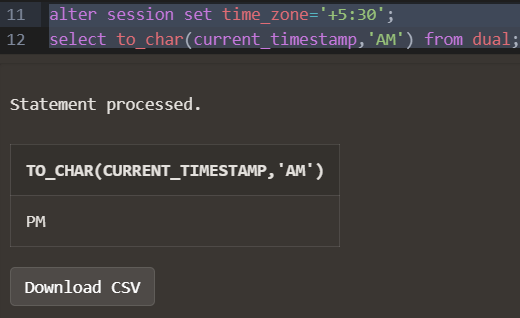 11 alter session set time_zone='+5:30';
12 select to_char(current_timestamp,'AM') from dual;
Statement processed.
TO_CHAR(CURRENT_TIMESTAMP,'AM')
PM
Download CSV